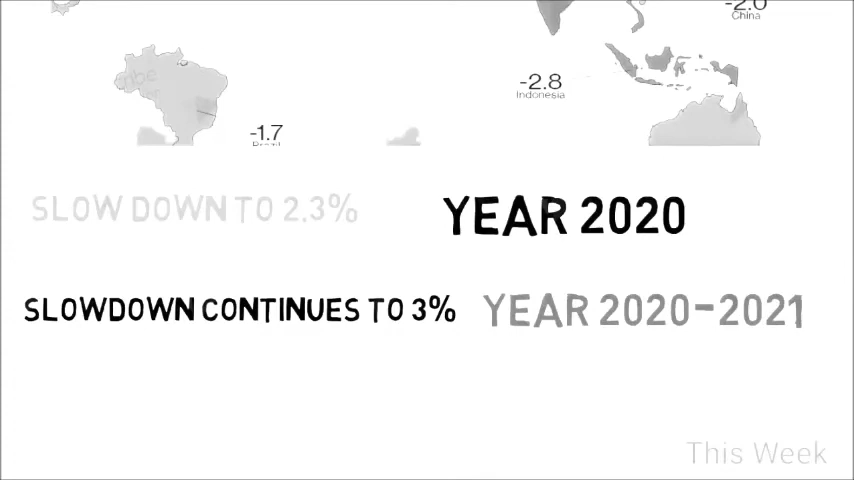 -2.0
China
-2.8
Indonesia
-1.7
Brazil
SLOW DOWN TO 2.3%
YEAR 2020
SLOWDOWN CONTINUES TO 3%
YEAR 2020-2021
This Week